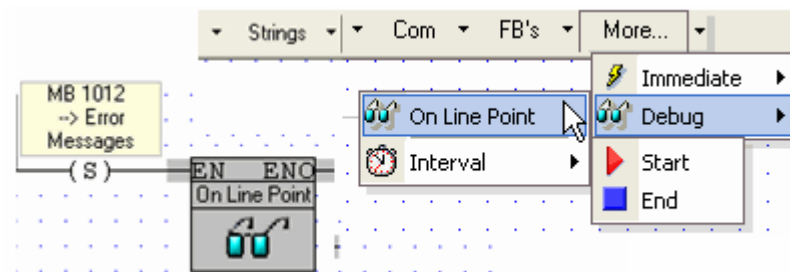 Strings Com FB's More...
Immediate
Debug
Start
End
On Line Point
Interval
MB 1012
--> Error
Messages
(S)
EN ENO
On Line Point